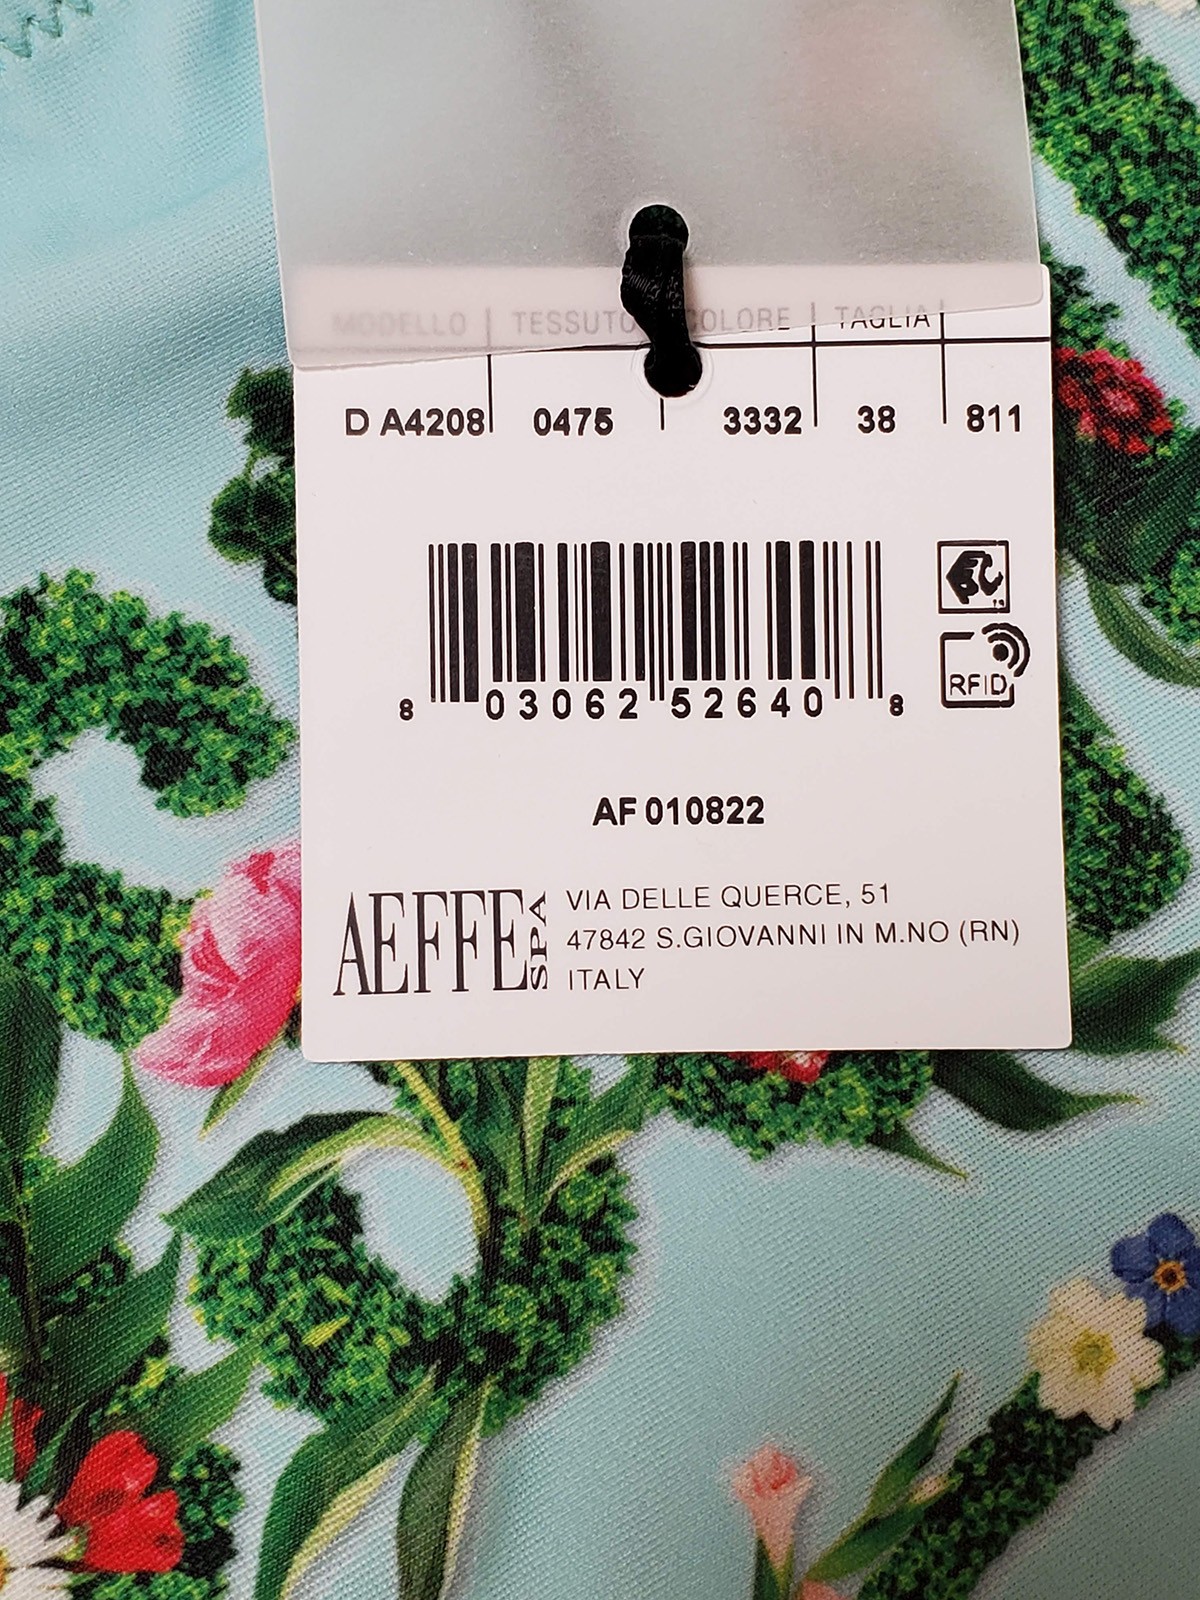 MODELLO TESSUTO COLORE TAGLIA
D A4208 0475 3332 38 811
8 03062 52640 8
RFID
AF 010822
AEFFE SPA
VIA DELLE QUERCE, 51
47842 S.GIOVANNI IN M.NO (RN)
ITALY